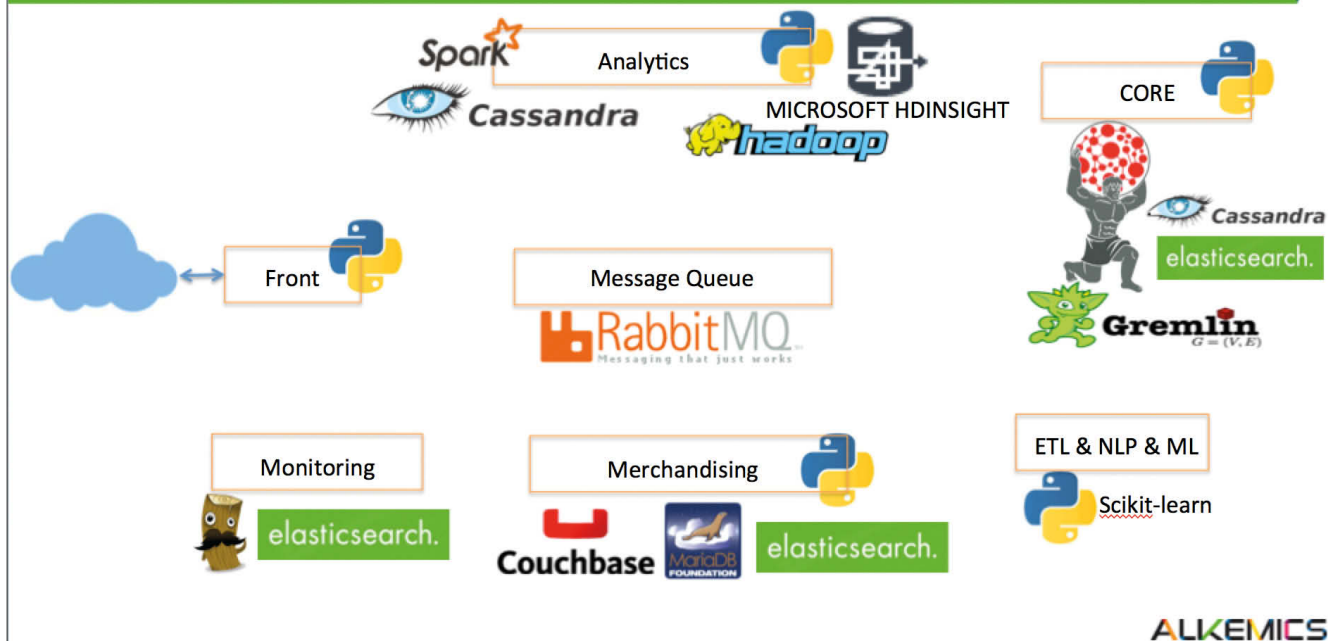 Spark
Analytics
Cassandra
MICROSOFT HDINSIGHT
hadoop
CORE
Cassandra
elasticsearch.
Gremlin
G = (V, E)
Front
Message Queue
RabbitMQ
Messaging that just works
Monitoring
elasticsearch.
Merchandising
Couchbase
MariaDB
FOUNDATION
elasticsearch.
ETL & NLP & ML
Scikit-learn
ALKEMICS